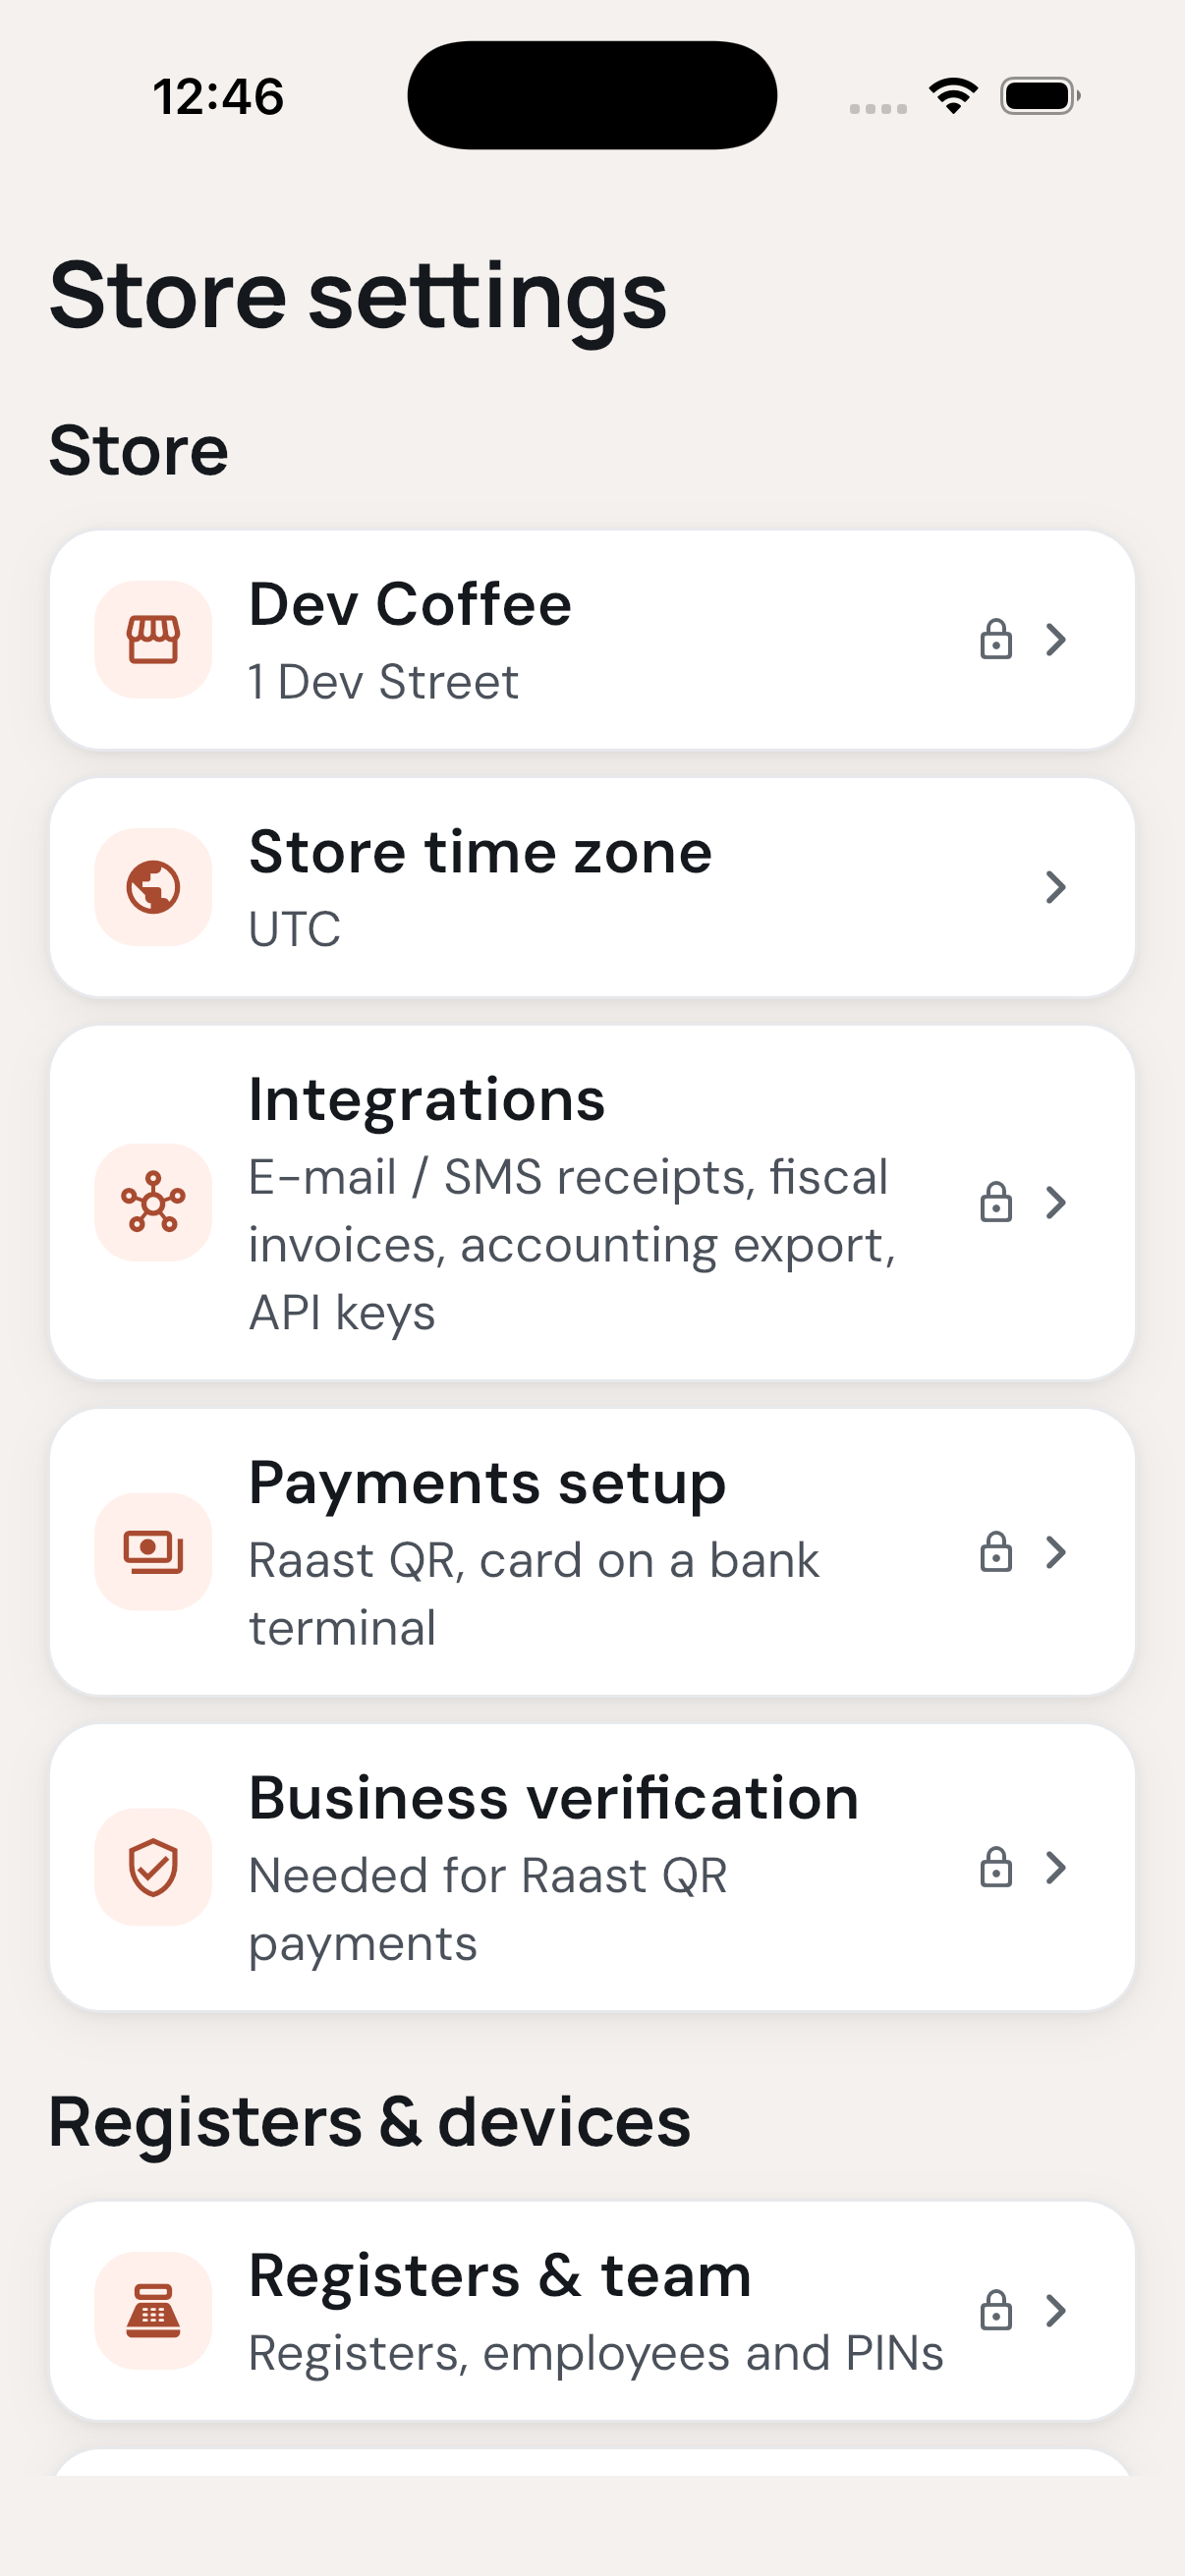 12:46
Store settings
Store
Dev Coffee
1 Dev Street
Store time zone
UTC
Integrations
E-mail / SMS receipts, fiscal
invoices, accounting export,
API keys
Payments setup
Raast QR, card on a bank
terminal
Business verification
Needed for Raast QR
payments
Registers & devices
Registers & team
Registers, employees and PINs